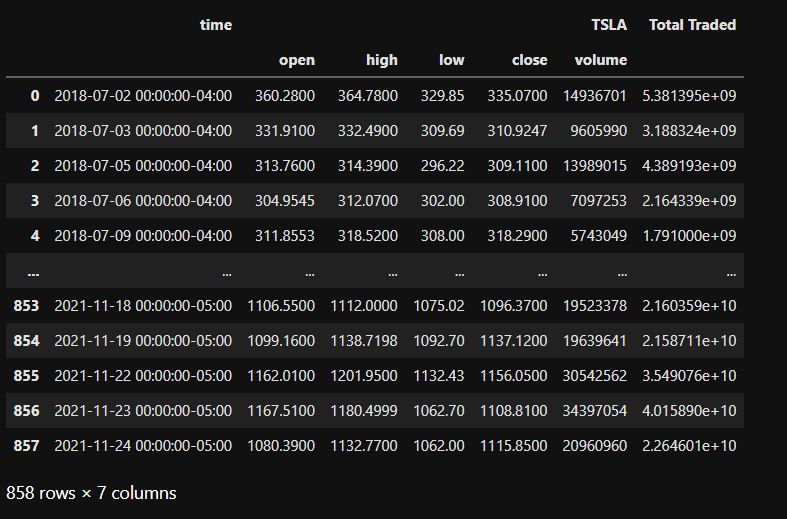 time TSLA Total Traded
open high low close volume
0 2018-07-02 00:00:00-04:00 360.2800 364.7800 329.85 335.0700 14936701 5.381395e+09
1 2018-07-03 00:00:00-04:00 331.9100 332.4900 309.69 310.9247 9605990 3.188324e+09
2 2018-07-05 00:00:00-04:00 313.7600 314.3900 296.22 309.1100 13989015 4.389193e+09
3 2018-07-06 00:00:00-04:00 304.9545 312.0700 302.00 308.9100 7097253 2.164339e+09
4 2018-07-09 00:00:00-04:00 311.8553 318.5200 308.00 318.2900 5743049 1.791000e+09
... ... ... ... ... ... ... ...
853 2021-11-18 00:00:00-05:00 1106.5500 1112.0000 1075.02 1096.3700 19523378 2.160359e+10
854 2021-11-19 00:00:00-05:00 1099.1600 1138.7198 1092.70 1137.1200 19639641 2.158711e+10
855 2021-11-22 00:00:00-05:00 1162.0100 1201.9500 1132.43 1156.0500 30542562 3.549076e+10
856 2021-11-23 00:00:00-05:00 1167.5100 1180.4999 1062.70 1108.8100 34397054 4.015890e+10
857 2021-11-24 00:00:00-05:00 1080.3900 1132.7700 1062.00 1115.8500 20960960 2.264601e+10
858 rows × 7 columns